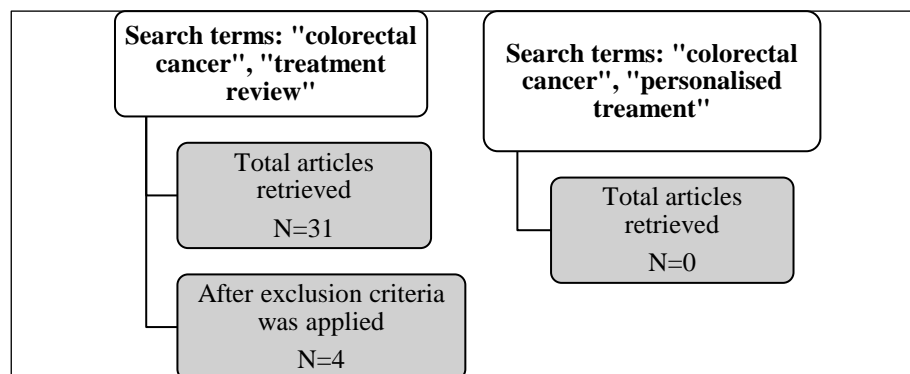 Search terms: "colorectal
cancer", "treatment
review"
Total articles
retrieved
N=31
After exclusion criteria
was applied
N=4
Search terms: "colorectal
cancer", "personalised
treament"
Total articles
retrieved
N=0